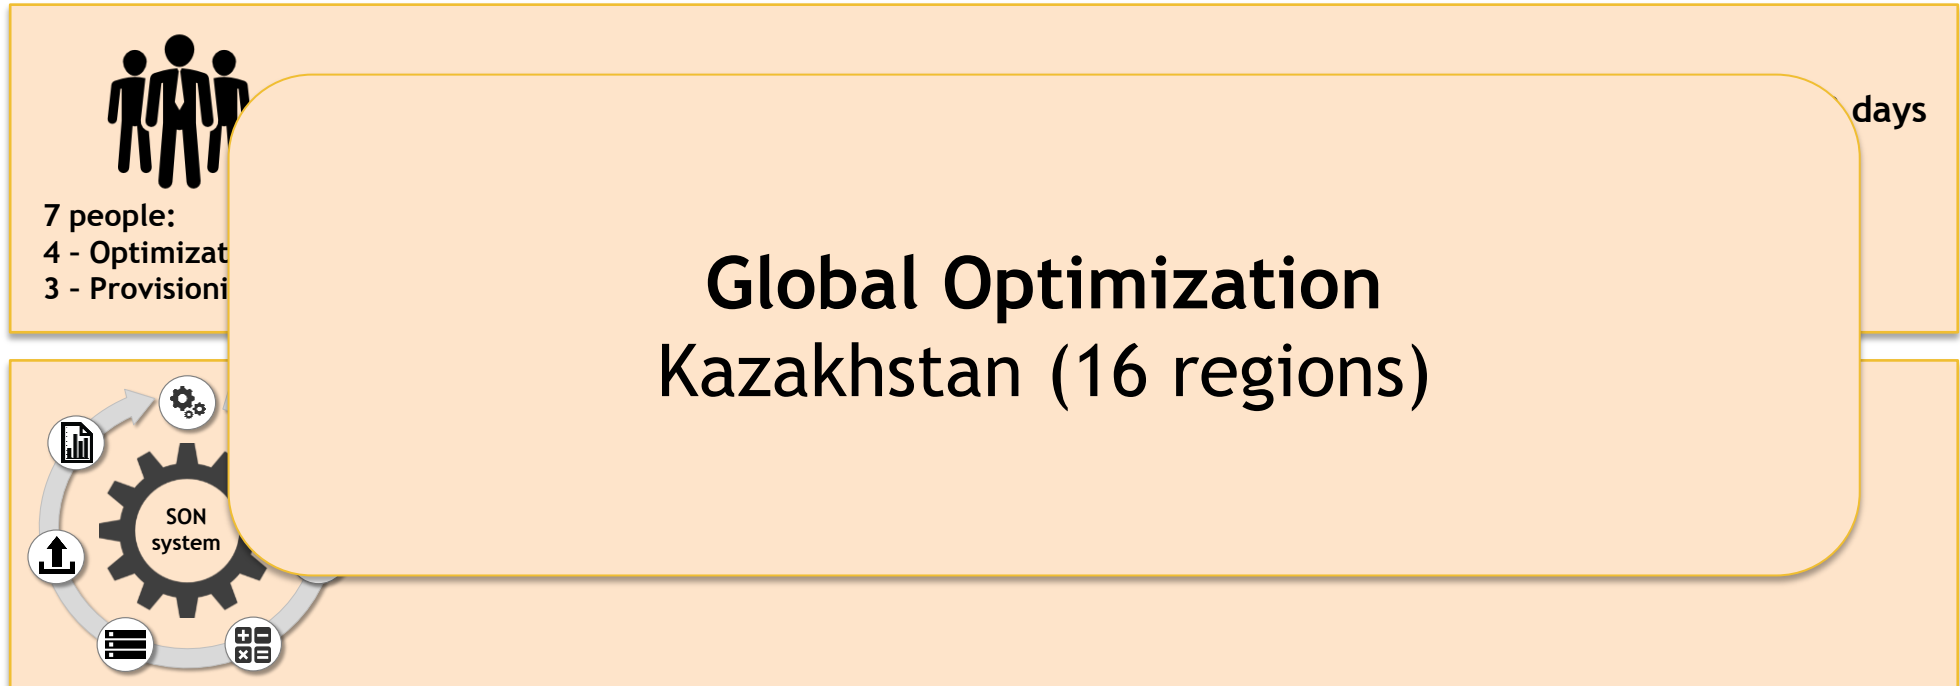 days
7 people:
4 – Optimizat
3 – Provisioni
Global Optimization
Kazakhstan (16 regions)
SON
system